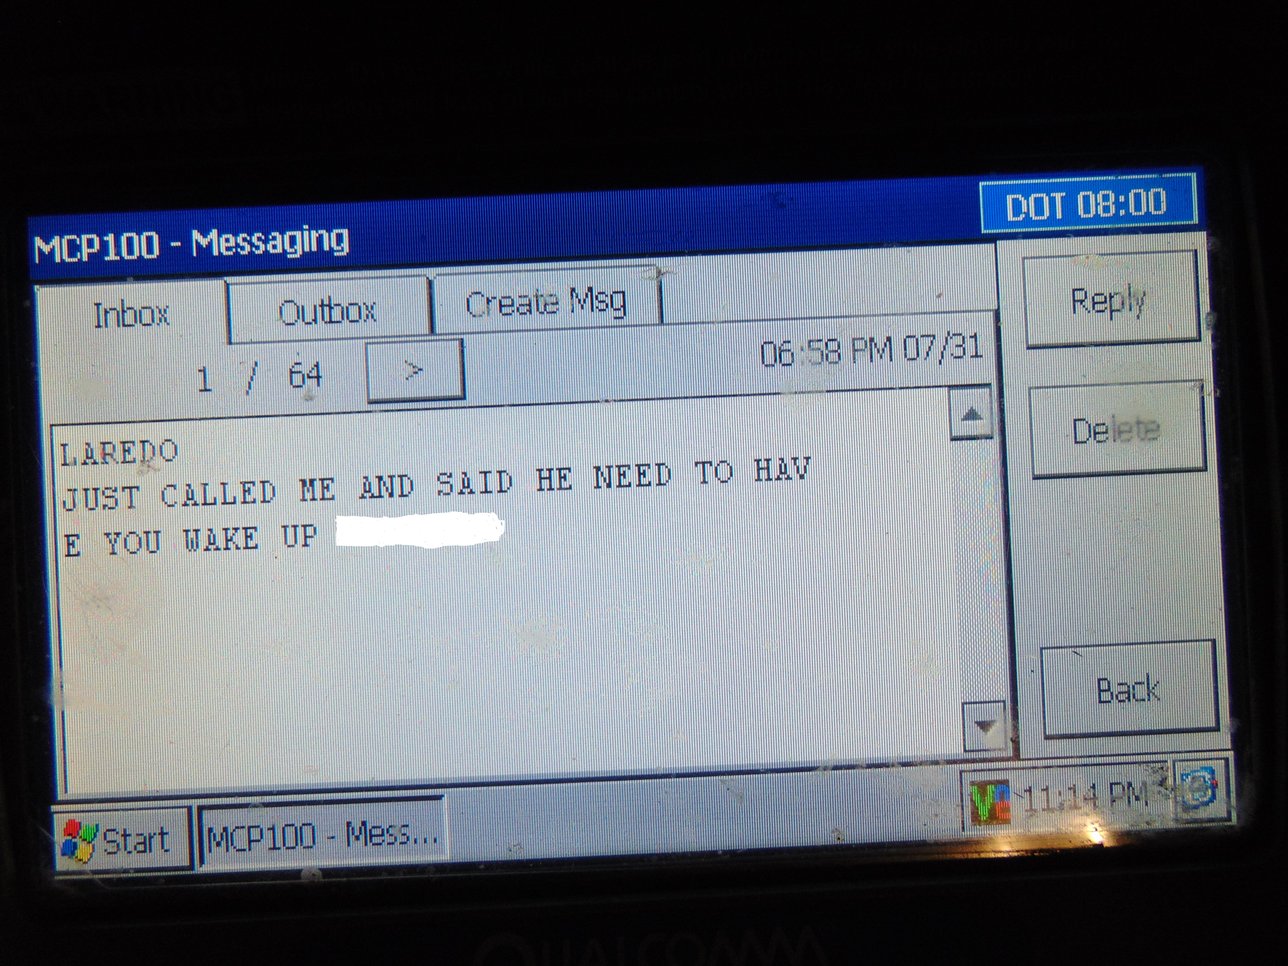 MCP100 - Messaging
DOT 08:00
Inbox
Outbox
Create Msg
Reply
1 / 64
>
06:58 PM 07/31
Delete
LAREDO
JUST CALLED ME AND SAID HE NEED TO HAV
E YOU WAKE UP
Back
Start
MCP100 - Mess...
11:14 PM
QUALCOMM